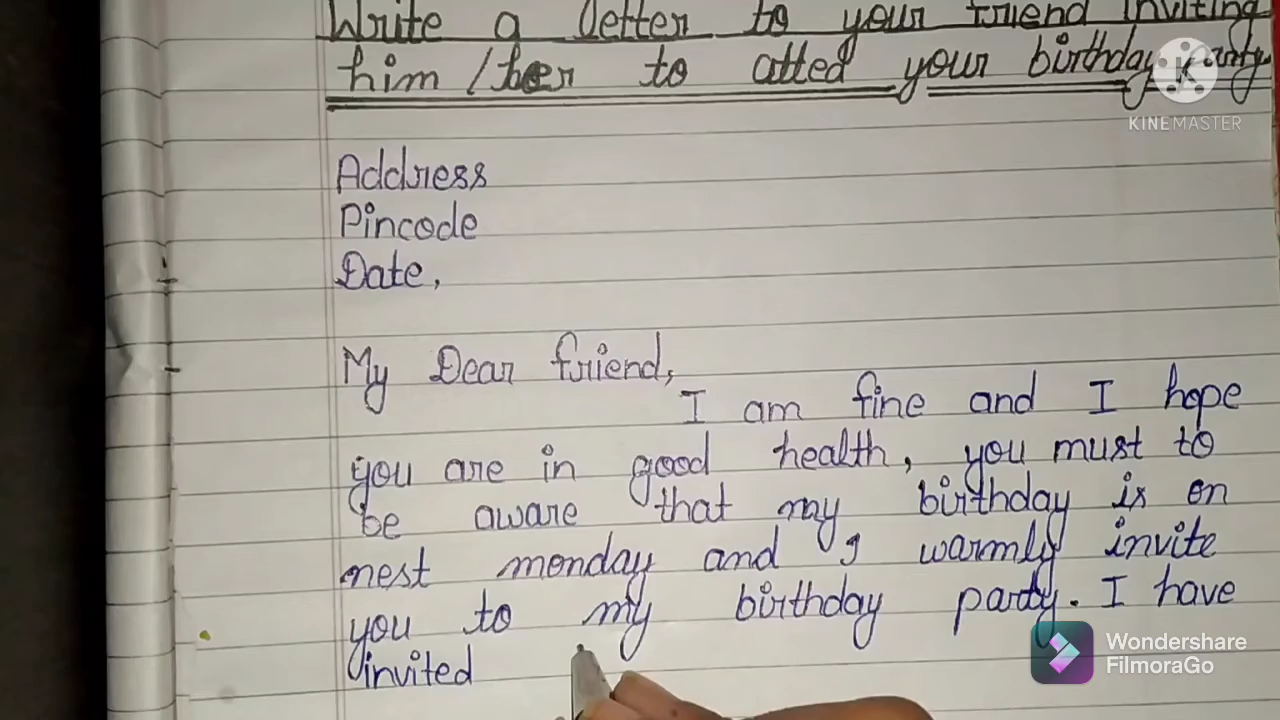 Write a letter to your friend inviting
him / her to atted your birthday party.
KINEMASTER
Address
Pincode
Date,
My Dear friend,
I am fine and I hope
you are in good health, you must to
be aware that my birthday is on
nest monday and I warmly invite
you to my birthday party. I have
invited
Wondershare
FilmoraGo